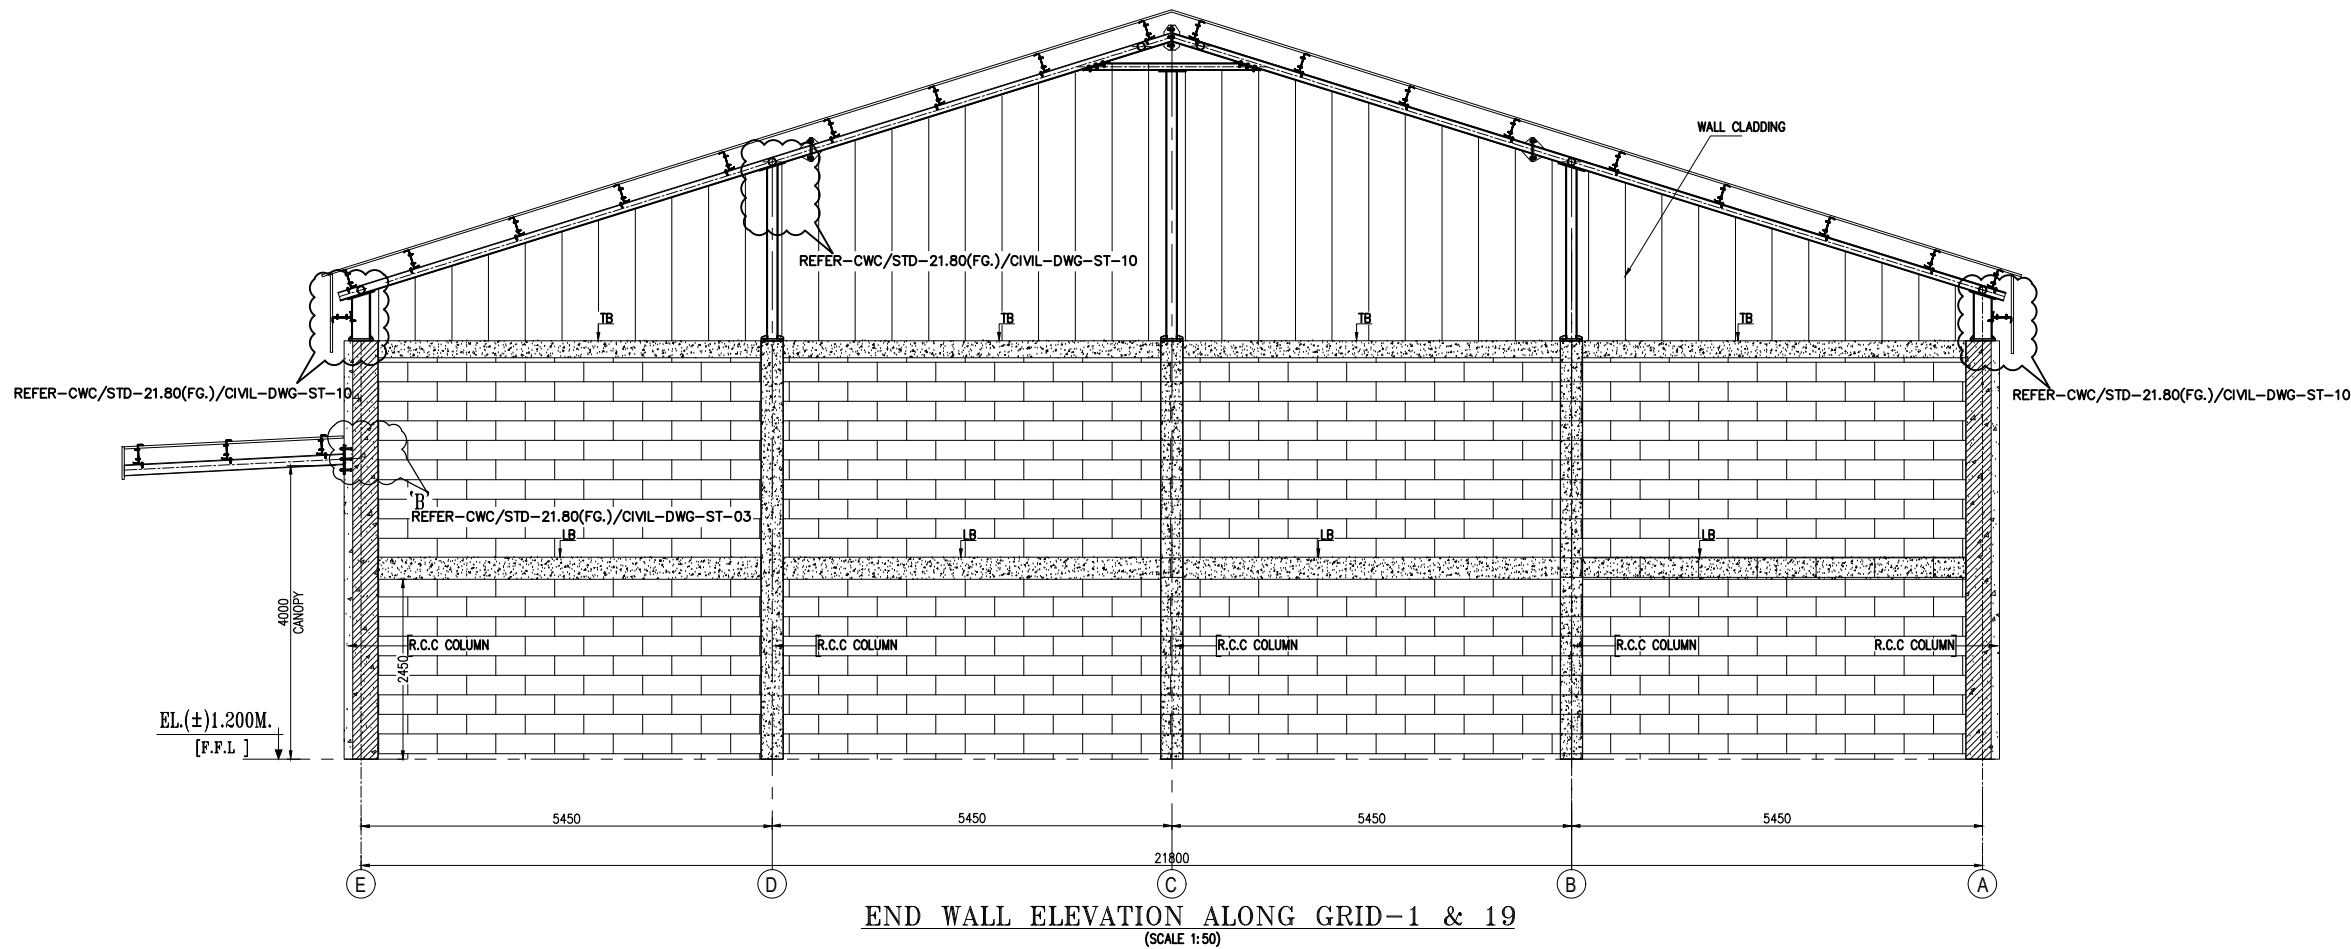 WALL CLADDING
REFER-CWC/STD-21.80(FG.)/CIVIL-DWG-ST-10
TB
TB
TB
TB
REFER-CWC/STD-21.80(FG.)/CIVIL-DWG-ST-10
REFER-CWC/STD-21.80(FG.)/CIVIL-DWG-ST-10
'B'
REFER-CWC/STD-21.80(FG.)/CIVIL-DWG-ST-03
LB
LB
LB
LB
4000
CANOPY
2450
R.C.C COLUMN
R.C.C COLUMN
R.C.C COLUMN
R.C.C COLUMN
R.C.C COLUMN
EL.(±)1.200M.
[F.F.L ]
5450
5450
5450
5450
21800
E
D
C
B
A
END WALL ELEVATION ALONG GRID-1 & 19
(SCALE 1:50)